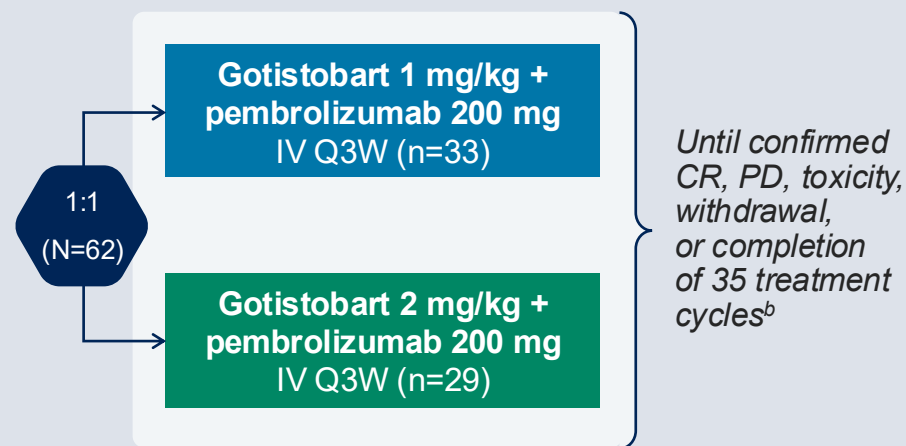 1:1
(N=62)
Gotistobart 1 mg/kg +
pembrolizumab 200 mg
IV Q3W (n=33)
Gotistobart 2 mg/kg +
pembrolizumab 200 mg
IV Q3W (n=29)
Until confirmed
CR, PD, toxicity,
withdrawal,
or completion
of 35 treatment
cyclesᵇ